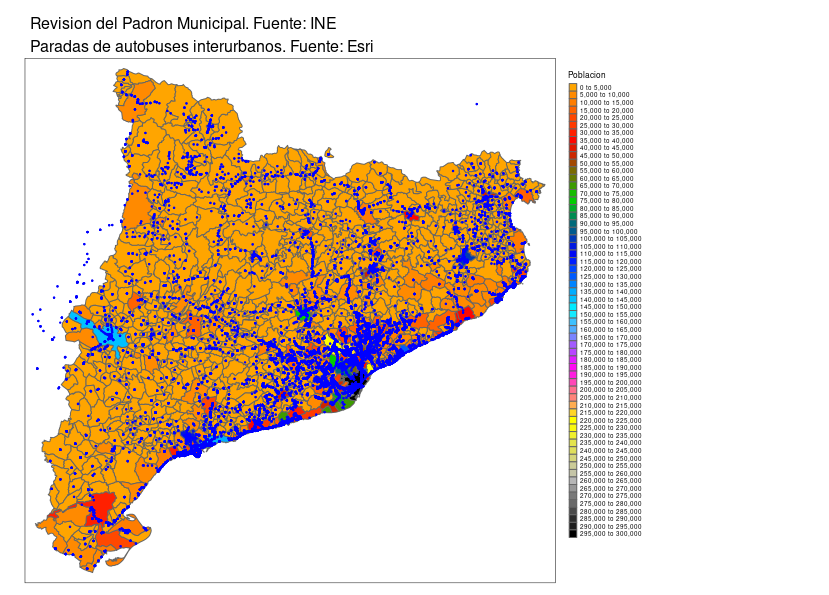 Revision del Padron Municipal. Fuente: INE
Paradas de autobuses interurbanos. Fuente: Esri
Poblacion
0 to 5,000
5,000 to 10,000
10,000 to 15,000
15,000 to 20,000
20,000 to 25,000
25,000 to 30,000
30,000 to 35,000
35,000 to 40,000
40,000 to 45,000
45,000 to 50,000
50,000 to 55,000
55,000 to 60,000
60,000 to 65,000
65,000 to 70,000
70,000 to 75,000
75,000 to 80,000
80,000 to 85,000
85,000 to 90,000
90,000 to 95,000
95,000 to 100,000
100,000 to 105,000
105,000 to 110,000
110,000 to 115,000
115,000 to 120,000
120,000 to 125,000
125,000 to 130,000
130,000 to 135,000
135,000 to 140,000
140,000 to 145,000
145,000 to 150,000
150,000 to 155,000
155,000 to 160,000
160,000 to 165,000
165,000 to 170,000
170,000 to 175,000
175,000 to 180,000
180,000 to 185,000
185,000 to 190,000
190,000 to 195,000
195,000 to 200,000
200,000 to 205,000
205,000 to 210,000
210,000 to 215,000
215,000 to 220,000
220,000 to 225,000
225,000 to 230,000
230,000 to 235,000
235,000 to 240,000
240,000 to 245,000
245,000 to 250,000
250,000 to 255,000
255,000 to 260,000
260,000 to 265,000
265,000 to 270,000
270,000 to 275,000
275,000 to 280,000
280,000 to 285,000
285,000 to 290,000
290,000 to 295,000
295,000 to 300,000